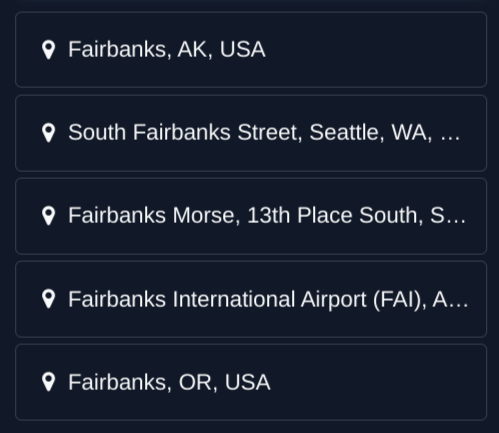 Fairbanks, AK, USA
South Fairbanks Street, Seattle, WA, …
Fairbanks Morse, 13th Place South, S…
Fairbanks International Airport (FAI), A…
Fairbanks, OR, USA